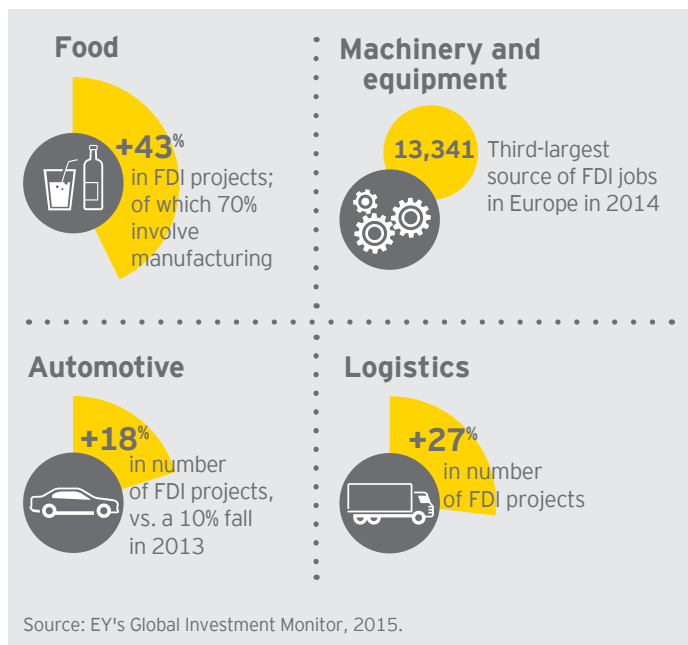 Food
+43%
in FDI projects;
of which 70%
involve
manufacturing
Machinery and
equipment
13,341
Third-largest
source of FDI jobs
in Europe in 2014
Automotive
+18%
in number
of FDI projects,
vs. a 10% fall
in 2013
Logistics
+27%
in number
of FDI projects
Source: EY's Global Investment Monitor, 2015.